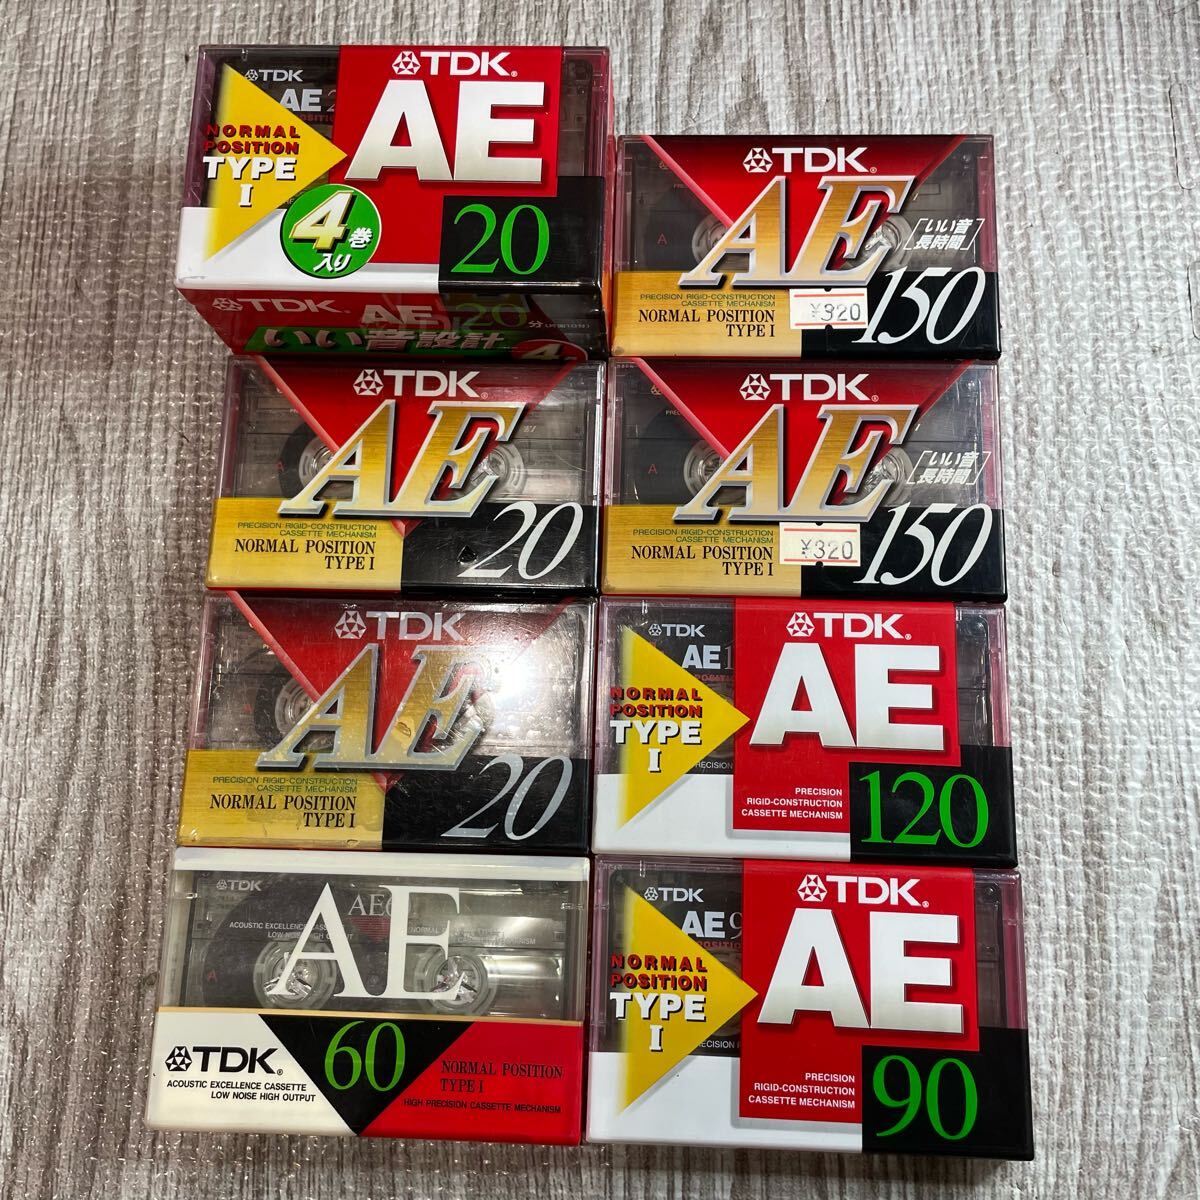 TDK
AE
NORMAL
POSITION
TYPE
I
TDK
AE
20
4巻
入り
TDK AE 20
いい音設計
TDK
AE
「いい音
長時間」
PRECISION RIGID-CONSTRUCTION
CASSETTE MECHANISM
NORMAL POSITION
TYPE I
¥320
150
TDK
AE
PRECISION RIGID-CONSTRUCTION
CASSETTE MECHANISM
NORMAL POSITION
TYPE I
20
TDK
A
AE
「いい音
長時間」
PRECISION RIGID-CONSTRUCTION
CASSETTE MECHANISM
NORMAL POSITION
TYPE I
¥320
150
TDK
AE
PRECISION RIGID-CONSTRUCTION
CASSETTE MECHANISM
NORMAL POSITION
TYPE I
20
TDK
NORMAL
POSITION
TYPE
I
TDK
AE
PRECISION
RIGID-CONSTRUCTION
CASSETTE MECHANISM
120
TDK
AE
60
TDK
ACOUSTIC EXCELLENCE CASSETTE
LOW NOISE HIGH OUTPUT
NORMAL POSITION
TYPE I
HIGH PRECISION CASSETTE MECHANISM
TDK
NORMAL
POSITION
TYPE
I
TDK
AE
PRECISION
RIGID-CONSTRUCTION
CASSETTE MECHANISM
90